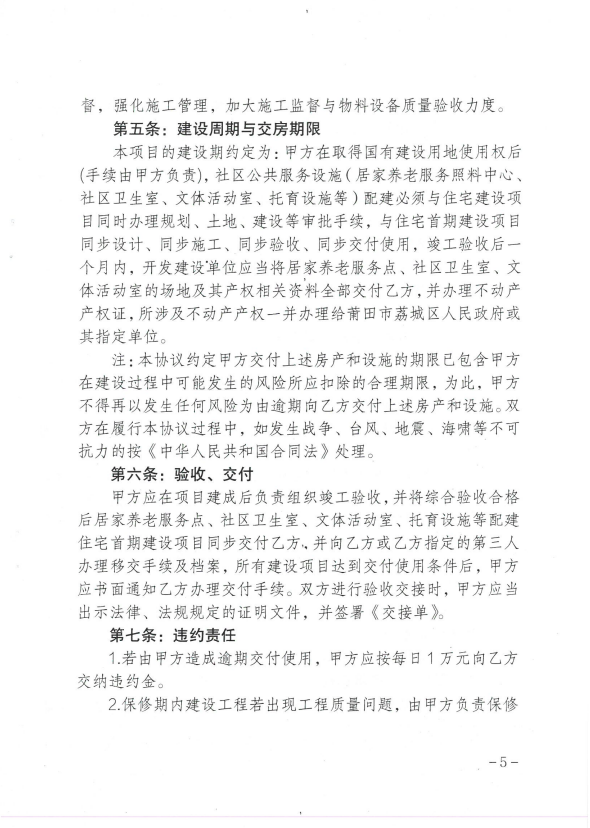 督，强化施工管理，加大施工监督与物料设备质量验收力度。
第五条：建设周期与交房期限
本项目的建设期约定为：甲方在取得国有建设用地使用权后
(手续由甲方负责)，社区公共服务设施（居家养老服务照料中心、
社区卫生室、文体活动室、托育设施等）配建必须与住宅建设项
目同时办理规划、土地、建设等审批手续，与住宅首期建设项目
同步设计、同步施工、同步验收、同步交付使用，竣工验收后一
个月内，开发建设单位应当将居家养老服务点、社区卫生室、文
体活动室的场地及其产权相关资料全部交付乙方，并办理不动产
产权证，所涉及不动产产权一并办理给莆田市荔城区人民政府或
其指定单位。
注：本协议约定甲方交付上述房产和设施的期限已包含甲方
在建设过程中可能发生的风险所应扣除的合理期限，为此，甲方
不得再以发生任何风险为由逾期向乙方交付上述房产和设施。双
方在履行本协议过程中，如发生战争、台风、地震、海啸等不可
抗力的按《中华人民共和国合同法》处理。
第六条：验收、交付
甲方应在项目建成后负责组织竣工验收，并将综合验收合格
后居家养老服务点、社区卫生室、文体活动室、托育设施等配建
住宅首期建设项目同步交付乙方、并向乙方或乙方指定的第三人
办理移交手续及档案，所有建设项目达到交付使用条件后，甲方
应书面通知乙方办理交付手续。双方进行验收交接时，甲方应当
出示法律、法规规定的证明文件，并签署《交接单》。
第七条：违约责任
1.若由甲方造成逾期交付使用，甲方应按每日1万元向乙方
交纳违约金。
2.保修期内建设工程若出现工程质量问题，由甲方负责保修
-5-